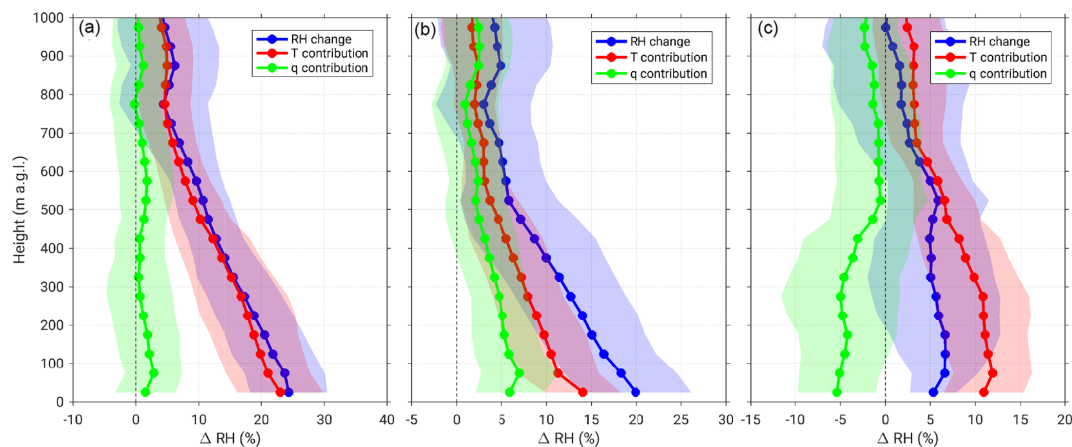 (a)
RH change
T contribution
q contribution
1000
900
800
700
600
500
400
300
200
100
0
Height (m a.g.l.)
-10 0 10 20 30 40
Δ RH (%)
(b)
RH change
T contribution
q contribution
-5 0 5 10 15 20 25 30
Δ RH (%)
(c)
RH change
T contribution
q contribution
-15 -10 -5 0 5 10 15 20
Δ RH (%)